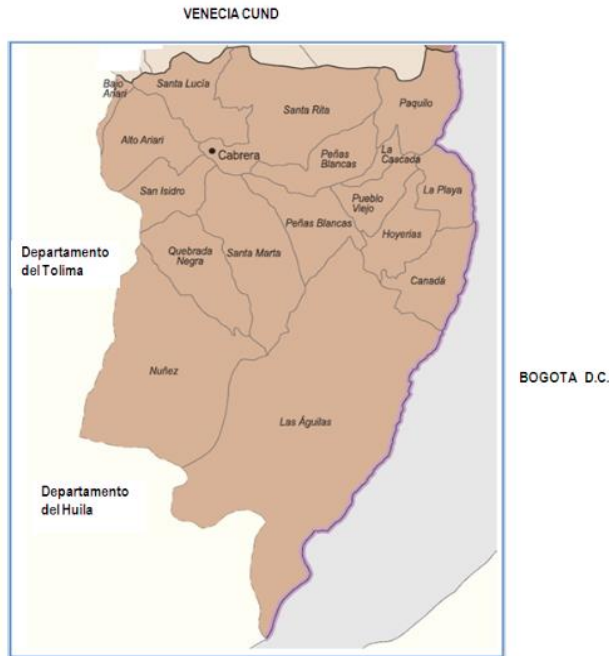 VENECIA CUND
Bajo
Ariari
Santa Lucía
Santa Rita
Paquilo
Alto Ariari
Cabrera
Peñas
Blancas
La
Cascada
San Isidro
La Playa
Pueblo
Viejo
Peñas Blancas
Hoyerías
Departamento
del Tolima
Quebrada
Negra
Santa Marta
Canadá
Nuñez
BOGOTA D.C.
Las Águilas
Departamento
del Huila